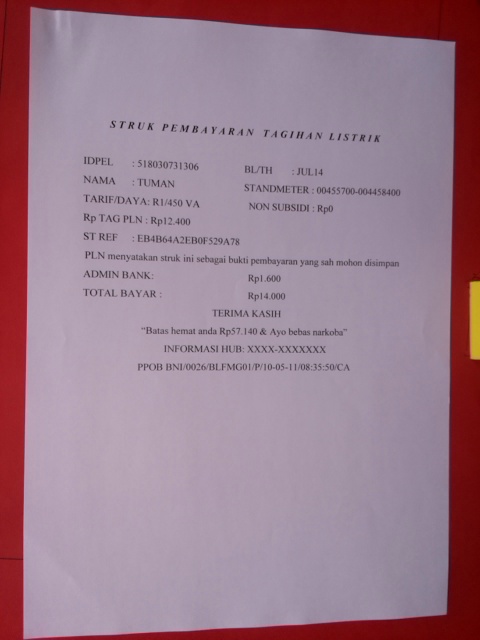 STRUK PEMBAYARAN TAGIHAN LISTRIK
IDPEL : 518030731306 BL/TH : JUL14
NAMA : TUMAN STANDMETER : 00455700-004458400
TARIF/DAYA: R1/450 VA NON SUBSIDI : Rp0
Rp TAG PLN : Rp12.400
ST REF : EB4B64A2EB0F529A78
PLN menyatakan struk ini sebagai bukti pembayaran yang sah mohon disimpan
ADMIN BANK: Rp1.600
TOTAL BAYAR : Rp14.000
TERIMA KASIH
“Batas hemat anda Rp57.140 & Ayo bebas narkoba”
INFORMASI HUB: XXXX-XXXXXXX
PPOB BNI/0026/BLFMG01/P/10-05-11/08:35:50/CA